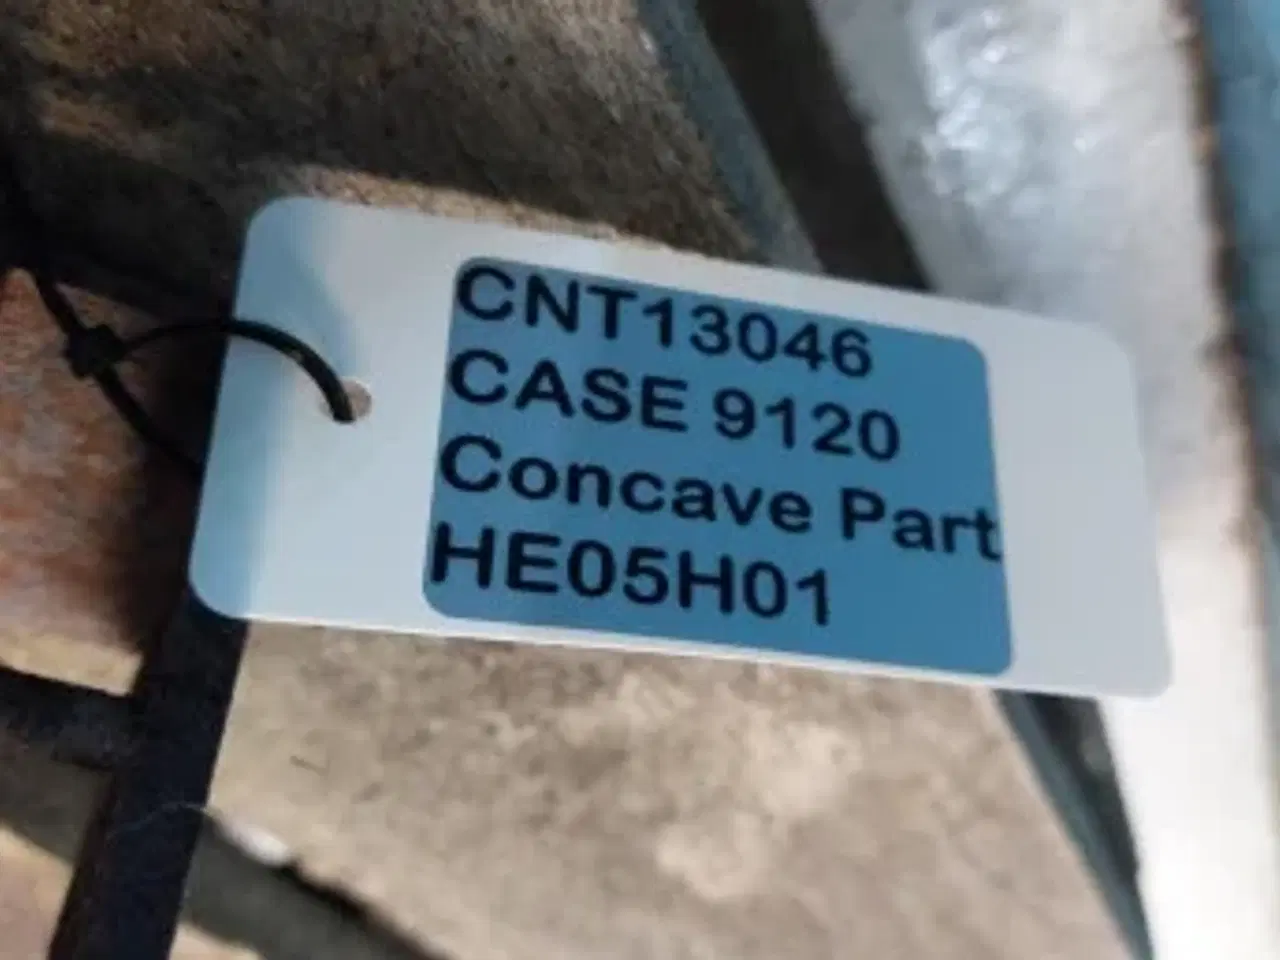 CNT13046
CASE 9120
Concave Part
HE05H01